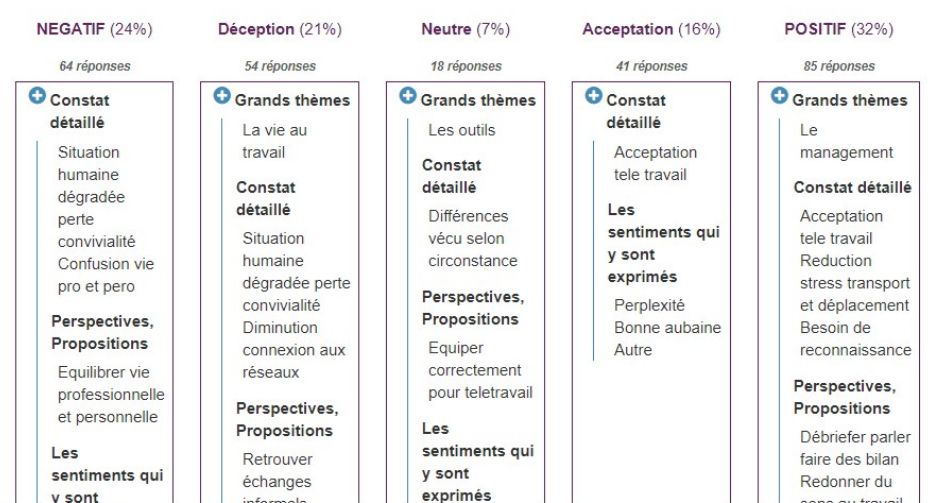 NEGATIF (24%)
64 réponses
Constat
détaillé
Situation
humaine
dégradée
perte
convivialité
Confusion vie
pro et pero
Perspectives,
Propositions
Equilibrer vie
professionnelle
et personnelle
Les
sentiments qui
y sont
Déception (21%)
54 réponses
Grands thèmes
La vie au
travail
Constat
détaillé
Situation
humaine
dégradée perte
convivialité
Diminution
connexion aux
réseaux
Perspectives,
Propositions
Retrouver
échanges
informels
Neutre (7%)
18 réponses
Grands thèmes
Les outils
Constat
détaillé
Différences
vécu selon
circonstance
Perspectives,
Propositions
Equiper
correctement
pour teletravail
Les
sentiments qui
y sont
exprimés
Acceptation (16%)
41 réponses
Constat
détaillé
Acceptation
tele travail
Les
sentiments qui
y sont
exprimés
Perplexité
Bonne aubaine
Autre
POSITIF (32%)
85 réponses
Grands thèmes
Le
management
Constat détaillé
Acceptation
tele travail
Reduction
stress transport
et déplacement
Besoin de
reconnaissance
Perspectives,
Propositions
Débriefer parler
faire des bilan
Redonner du
sens au travail